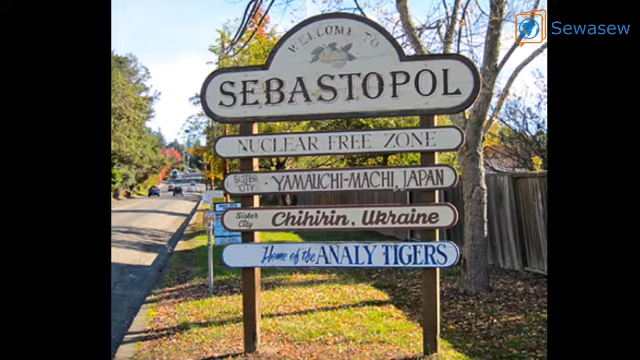 Sewasew
WELCOME TO
SEBASTOPOL
NUCLEAR FREE ZONE
SISTER CITY YAMAUCHI-MACHI, JAPAN
Sister City Chihirin, Ukraine
Home of the ANALY TIGERS